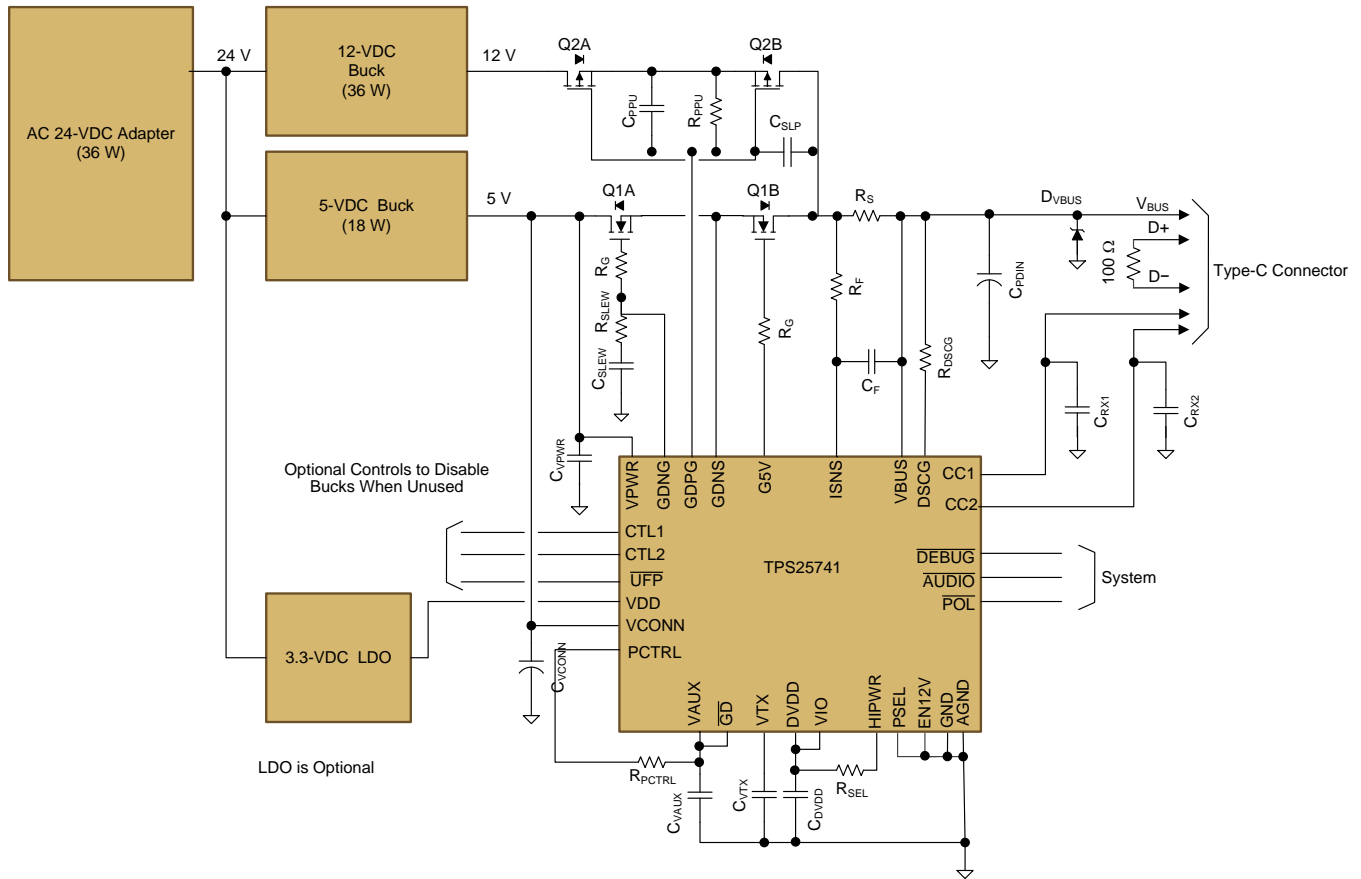 AC 24-VDC Adapter
(36 W)
24 V
12-VDC
Buck
(36 W)
12 V
5-VDC Buck
(18 W)
5 V
Q2A
Q2B
CPPU
RPPU
CSLP
Q1A
Q1B
RS
DVBUS
VBUS
D+
100 Ω
D−
Type-C Connector
RG
RSLEW
CSLEW
RG
RF
CF
RDSCG
CPDIN
CRX1
CRX2
CVPWR
Optional Controls to Disable
Bucks When Unused
VPWR
GDNG
GDPG
GDNS
G5V
ISNS
VBUS
DSCG
CC1
CC2
CTL1
CTL2
UFP
VDD
VCONN
PCTRL
TPS25741
DEBUG
AUDIO
POL
System
3.3-VDC LDO
CVCONN
VAUX
GD
VTX
DVDD
VIO
HIPWR
PSEL
EN12V
GND
AGND
LDO is Optional
RPCTRL
CVAUX
CVTX
CDVDD
RSEL